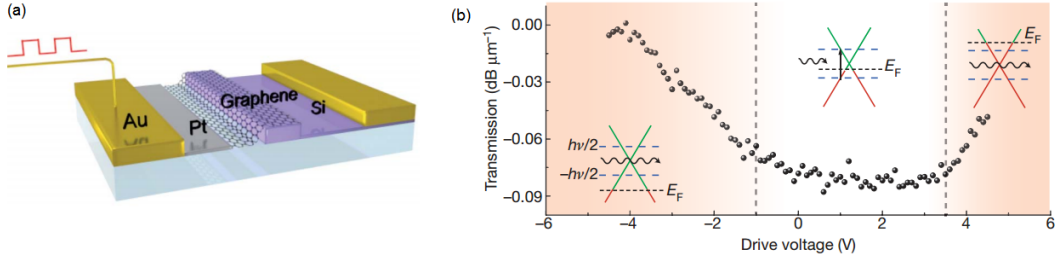 (a)
Au
Pt
Graphene
Si
(b)
Transmission (dB μm⁻¹)
0.00
−0.03
−0.06
−0.09
hν/2
−hν/2
E_F
E_F
E_F
−6
−4
−2
0
2
4
6
Drive voltage (V)